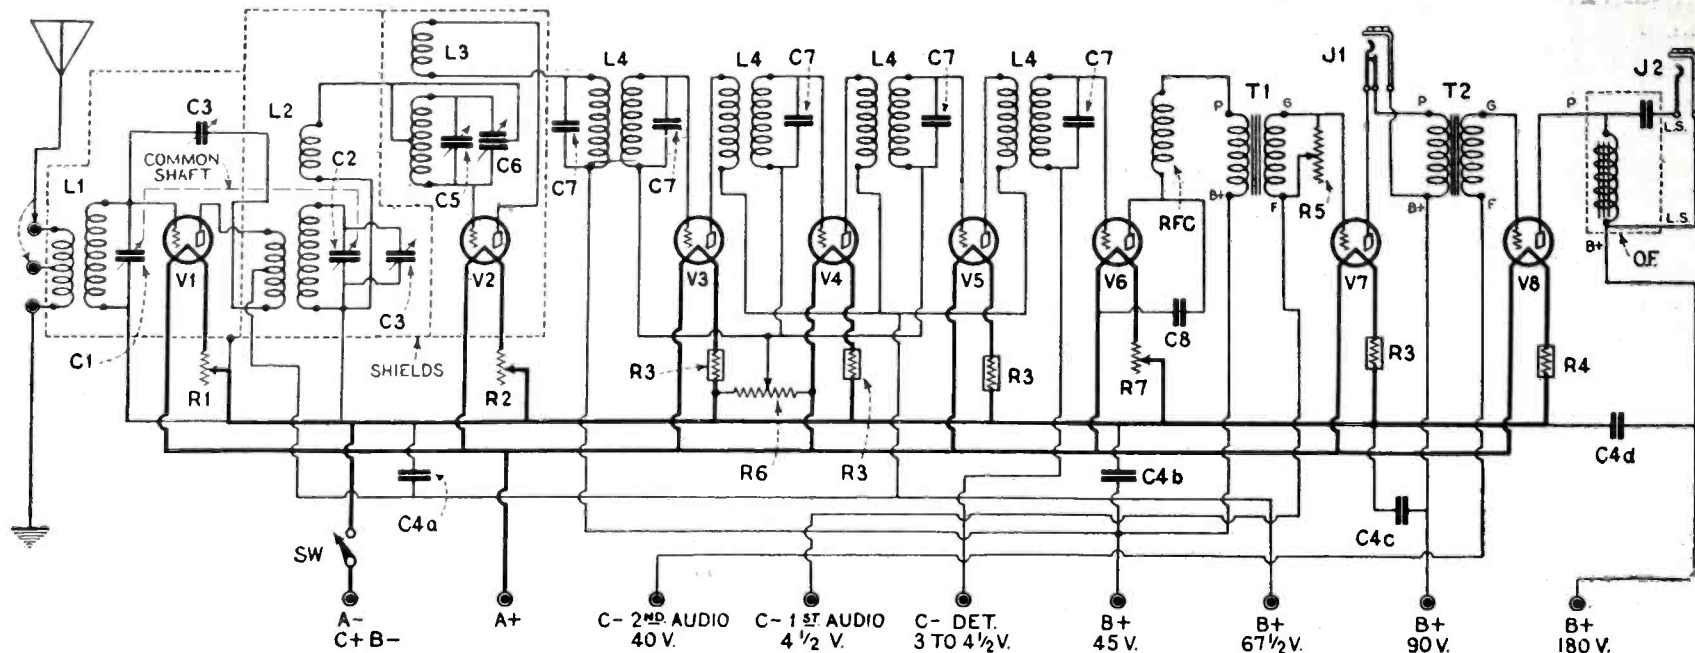 L3
L4
L4
C7
L4
C7
L4
C7
J1
J2
C3
L2
T1
T2
P
G
P
G
P
L.S.
COMMON
SHAFT
C2
C6
C5
C7
C7
L1
RFC
B+
F
R5
B+
F
L.S.
B+
O.F.
V1
V2
V3
V4
V5
V6
V7
V8
C3
C8
C1
SHIELDS
R1
R2
R3
R3
R7
R3
R4
R6
R3
C4b
C4d
C4a
C4c
SW
A-
C+ B-
A+
C- 2ND AUDIO
40 V.
C- 1ST AUDIO
4 1/2 V.
C- DET.
3 TO 4 1/2 V.
B+
45 V.
B+
67 1/2 V.
B+
90 V.
B+
180 V.